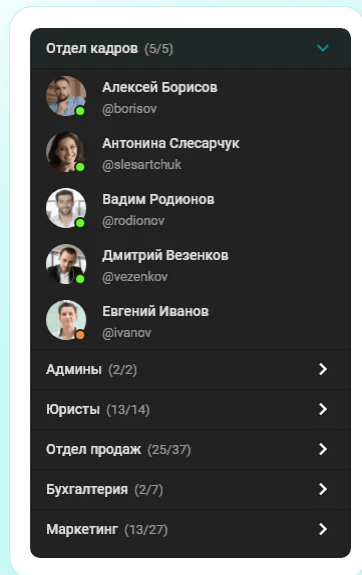 Отдел кадров (5/5)
Алексей Борисов
@borisov
Антонина Слесарчук
@slesartchuk
Вадим Родионов
@rodionov
Дмитрий Везенков
@vezenkov
Евгений Иванов
@ivanov
Админы (2/2)
Юристы (13/14)
Отдел продаж (25/37)
Бухгалтерия (2/7)
Маркетинг (13/27)